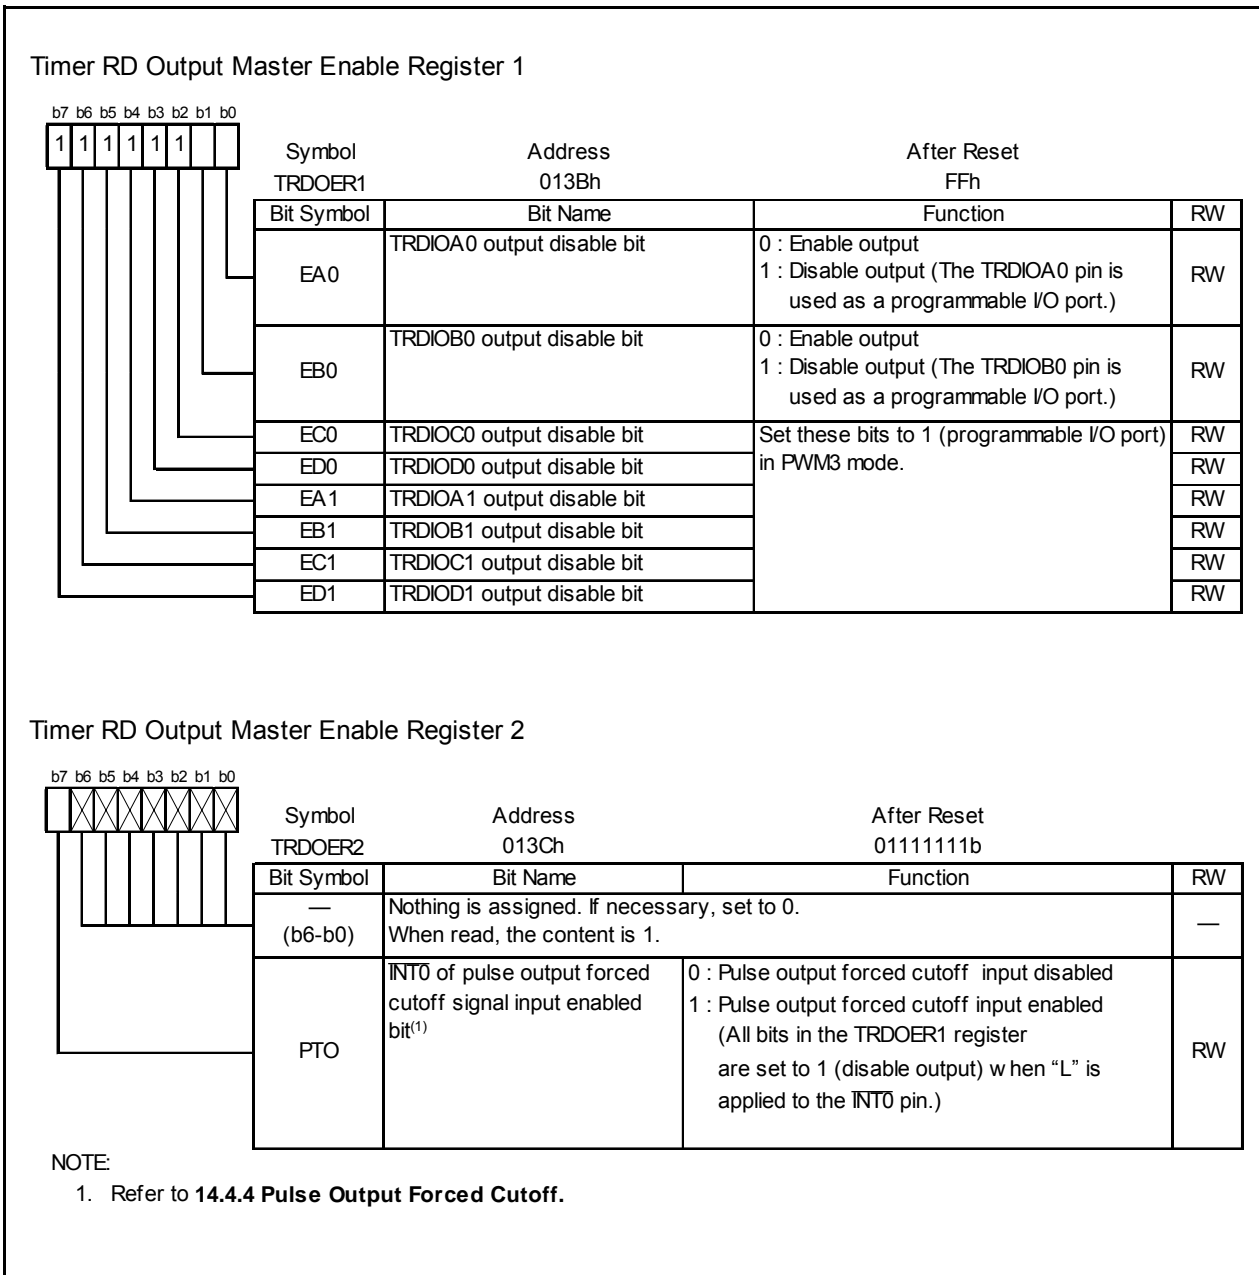 Timer RD Output Master Enable Register 1
b7 b6 b5 b4 b3 b2 b1 b0
1 1 1 1 1 1
Symbol Address After Reset
TRDOER1 013Bh FFh
Bit Symbol Bit Name Function RW
EA0 TRDIOA0 output disable bit 0 : Enable output
1 : Disable output (The TRDIOA0 pin is
used as a programmable I/O port.) RW
EB0 TRDIOB0 output disable bit 0 : Enable output
1 : Disable output (The TRDIOB0 pin is
used as a programmable I/O port.) RW
EC0 TRDIOC0 output disable bit Set these bits to 1 (programmable I/O port) RW
ED0 TRDIOD0 output disable bit in PWM3 mode. RW
EA1 TRDIOA1 output disable bit RW
EB1 TRDIOB1 output disable bit RW
EC1 TRDIOC1 output disable bit RW
ED1 TRDIOD1 output disable bit RW
Timer RD Output Master Enable Register 2
b7 b6 b5 b4 b3 b2 b1 b0
Symbol Address After Reset
TRDOER2 013Ch 01111111b
Bit Symbol Bit Name Function RW
— Nothing is assigned. If necessary, set to 0. —
(b6-b0) When read, the content is 1.
PTO INT0 of pulse output forced
cutoff signal input enabled
bit(1)
0 : Pulse output forced cutoff input disabled
1 : Pulse output forced cutoff input enabled
(All bits in the TRDOER1 register
are set to 1 (disable output) when “L” is
applied to the INT0 pin.) RW
NOTE:
1. Refer to 14.4.4 Pulse Output Forced Cutoff.